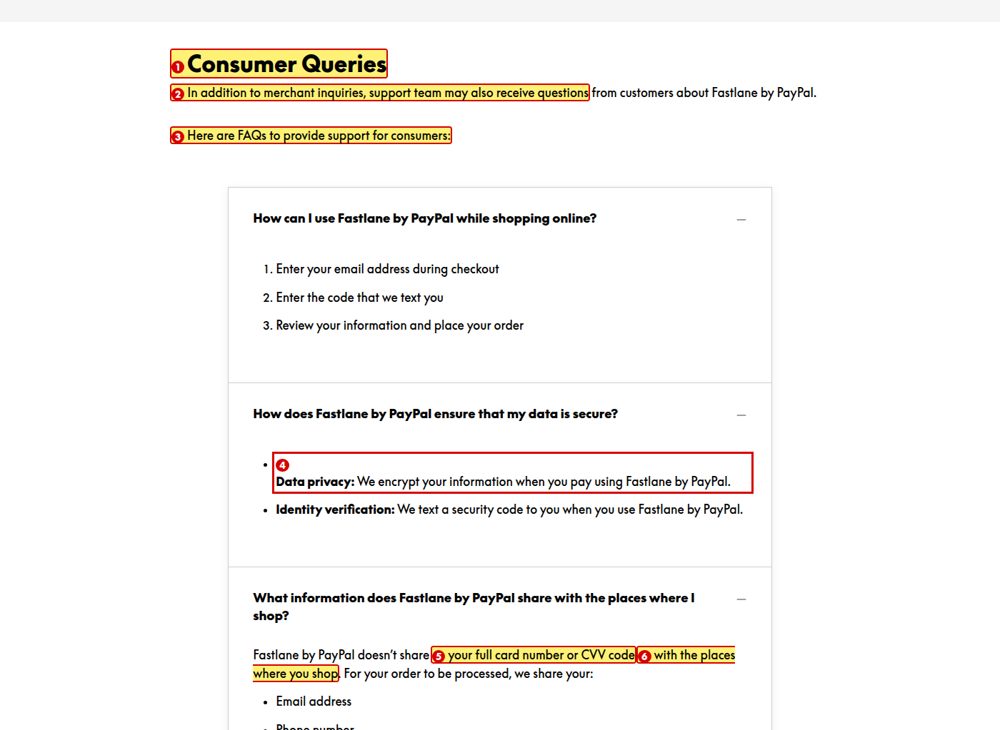 1 Consumer Queries
2 In addition to merchant inquiries, support team may also receive questions from customers about Fastlane by PayPal.
3 Here are FAQs to provide support for consumers:
How can I use Fastlane by PayPal while shopping online?
1. Enter your email address during checkout
2. Enter the code that we text you
3. Review your information and place your order
How does Fastlane by PayPal ensure that my data is secure?
4
Data privacy: We encrypt your information when you pay using Fastlane by PayPal.
Identity verification: We text a security code to you when you use Fastlane by PayPal.
What information does Fastlane by PayPal share with the places where I
shop?
Fastlane by PayPal doesn't share 5 your full card number or CVV code 6 with the places
where you shop. For your order to be processed, we share your:
Email address
Phone number